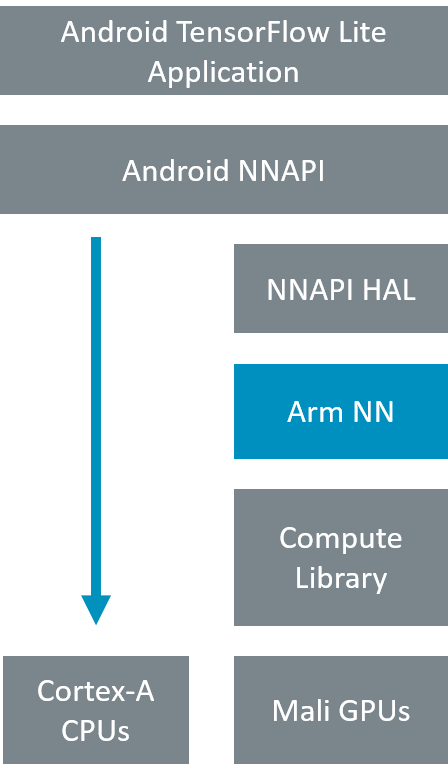 Android TensorFlow Lite
Application
Android NNAPI
NNAPI HAL
Arm NN
Compute
Library
Cortex-A
CPUs
Mali GPUs